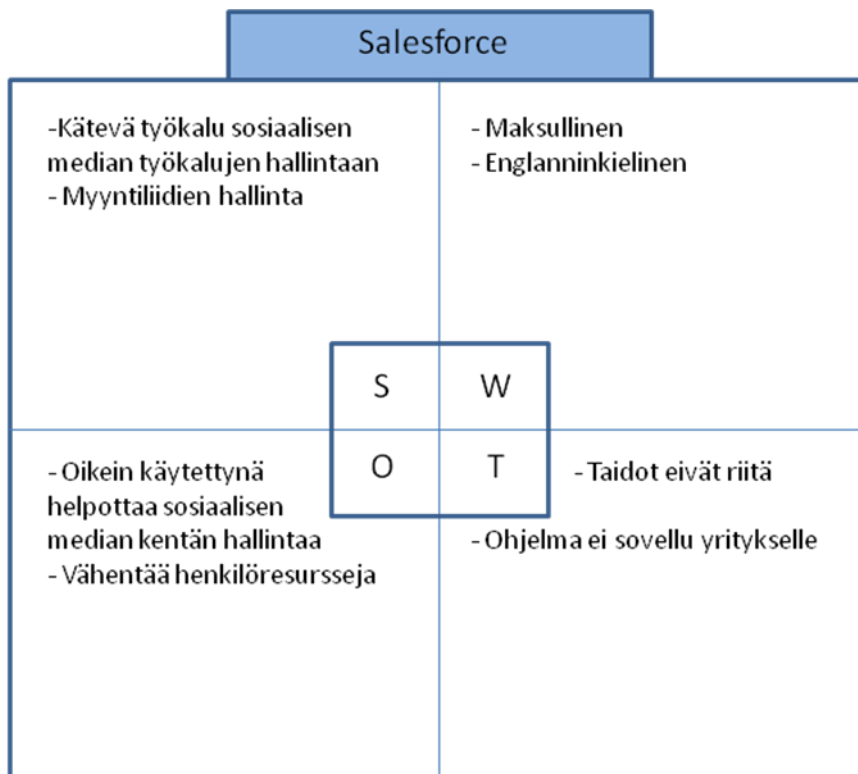 Salesforce
-Kätevä työkalu sosiaalisen
median työkalujen hallintaan
- Myyntiliidien hallinta
- Maksullinen
- Englanninkielinen
S
W
O
T
- Oikein käytettynä
helpottaa sosiaalisen
median kentän hallintaa
- Vähentää henkilöresursseja
- Taidot eivät riitä
- Ohjelma ei sovellu yritykselle